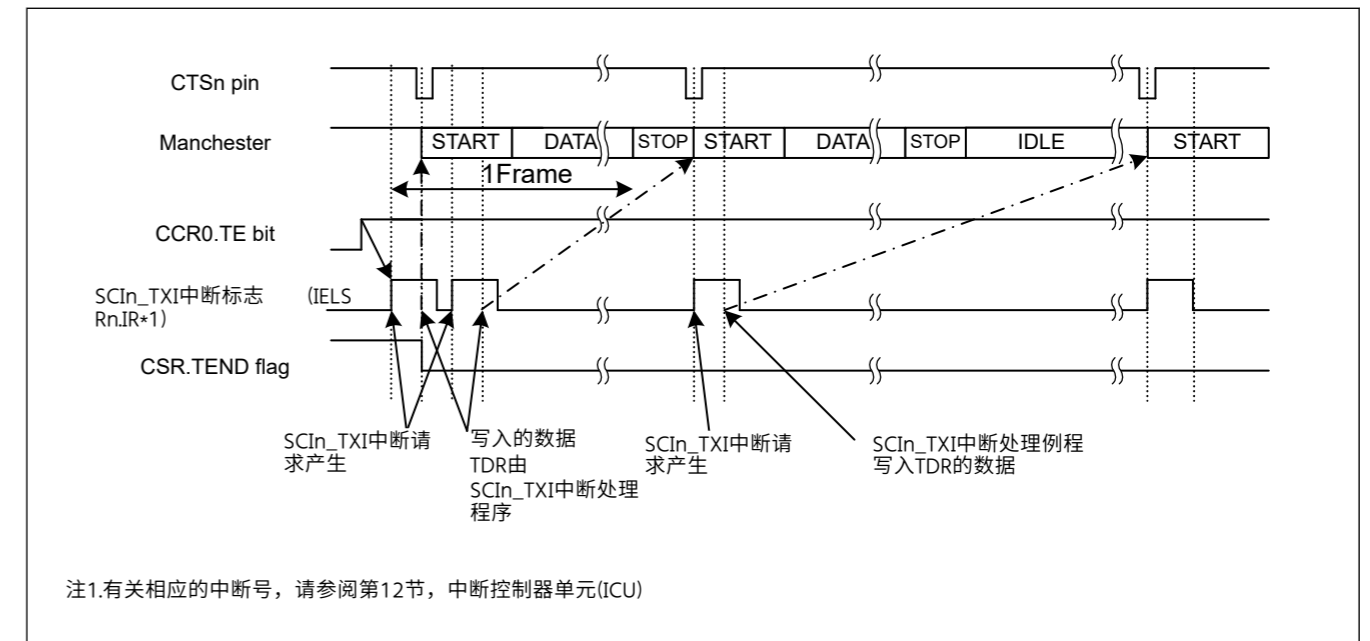 CTSn pin
Manchester
START DATA STOP START DATA STOP IDLE START
1Frame
CCR0.TE bit
SCIn_TXI中断标志 (IELS
Rn.IR*1)
CSR.TEND flag
SCIn_TXI中断请
求产生
写入的数据
TDR由
SCIn_TXI中断处理
程序
SCIn_TXI中断请
求产生
SCIn_TXI中断处理例程
写入TDR的数据
注1.有关相应的中断号，请参阅第12节，中断控制器单元(ICU)